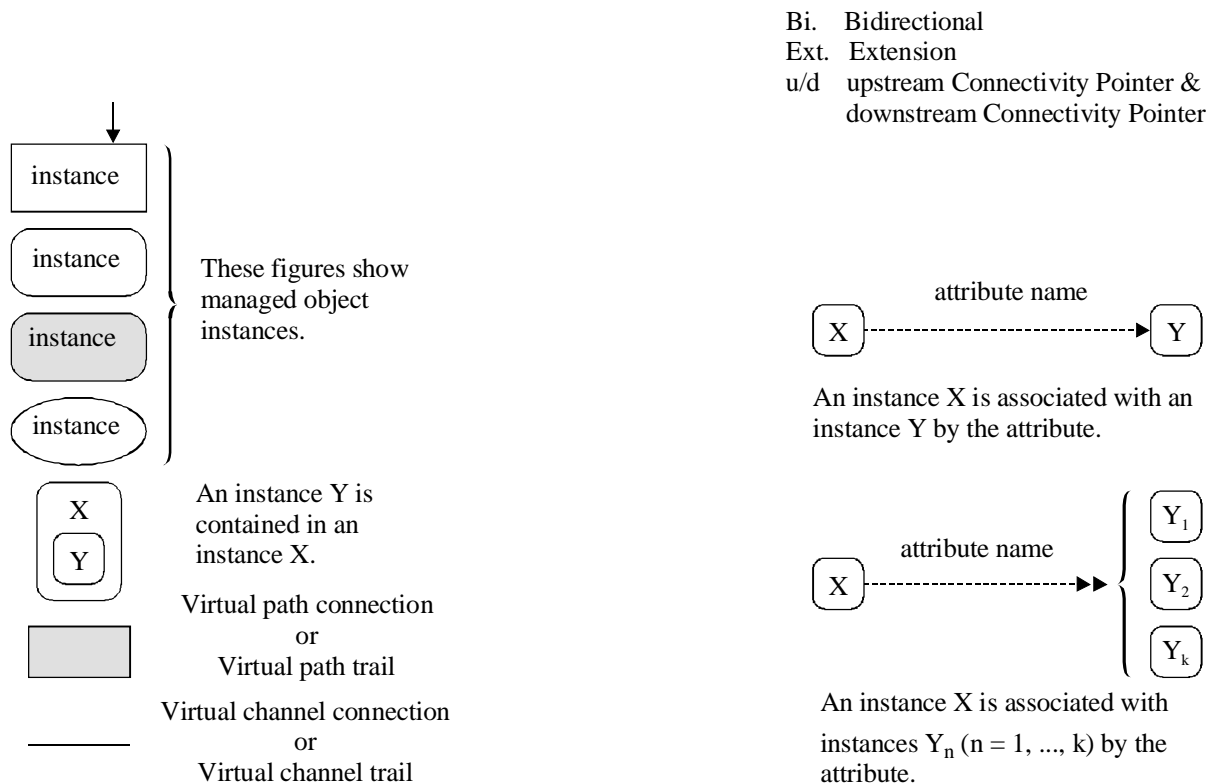 Bi. Bidirectional
Ext. Extension
u/d upstream Connectivity Pointer &
downstream Connectivity Pointer
instance
instance
instance
instance
These figures show
managed object
instances.
X
Y
An instance Y is
contained in an
instance X.
Virtual path connection
or
Virtual path trail
Virtual channel connection
or
Virtual channel trail
attribute name
X
Y
An instance X is associated with an
instance Y by the attribute.
attribute name
X
Y1
Y2
Yk
An instance X is associated with
instances Yn (n = 1, ..., k) by the
attribute.